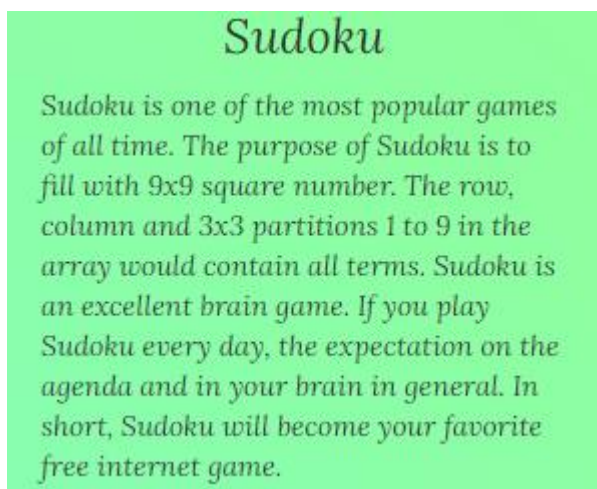 Sudoku
Sudoku is one of the most popular games
of all time. The purpose of Sudoku is to
fill with 9x9 square number. The row,
column and 3x3 partitions 1 to 9 in the
array would contain all terms. Sudoku is
an excellent brain game. If you play
Sudoku every day, the expectation on the
agenda and in your brain in general. In
short, Sudoku will become your favorite
free internet game.